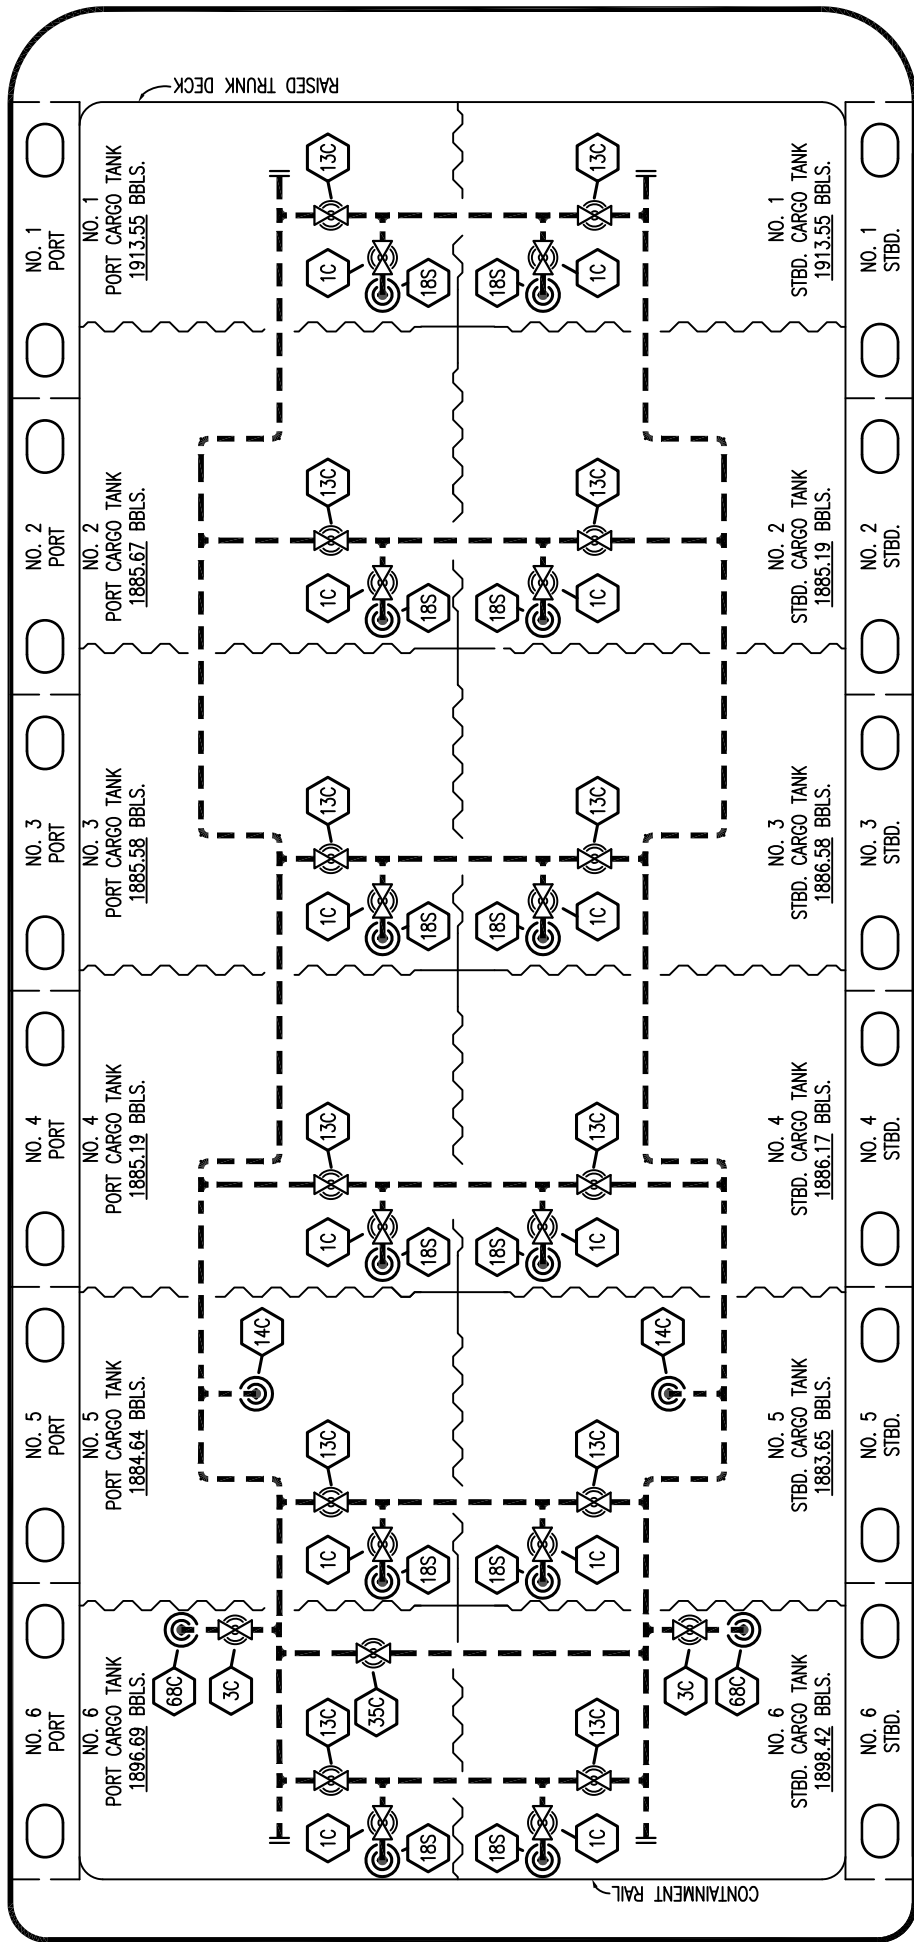 RAISED TRUNK DECK
NO. 1
PORT
NO. 1
PORT CARGO TANK
1913.55 BBLS.
13C
1C
18S
18S
13C
1C
NO. 1
STBD. CARGO TANK
1913.55 BBLS.
NO. 1
STBD.
NO. 2
PORT
NO. 2
PORT CARGO TANK
1885.67 BBLS.
13C
1C
18S
18S
13C
1C
NO. 2
STBD. CARGO TANK
1885.19 BBLS.
NO. 2
STBD.
NO. 3
PORT
NO. 3
PORT CARGO TANK
1885.58 BBLS.
13C
1C
18S
18S
13C
1C
NO. 3
STBD. CARGO TANK
1886.58 BBLS.
NO. 3
STBD.
NO. 4
PORT
NO. 4
PORT CARGO TANK
1885.19 BBLS.
13C
1C
18S
18S
13C
1C
NO. 4
STBD. CARGO TANK
1886.17 BBLS.
NO. 4
STBD.
NO. 5
PORT
NO. 5
PORT CARGO TANK
1884.64 BBLS.
14C
13C
1C
18S
18S
13C
1C
14C
NO. 5
STBD. CARGO TANK
1883.65 BBLS.
NO. 5
STBD.
NO. 6
PORT
NO. 6
PORT CARGO TANK
1896.69 BBLS.
68C
3C
35C
13C
1C
18S
18S
13C
1C
3C
68C
NO. 6
STBD. CARGO TANK
1898.42 BBLS.
NO. 6
STBD.
CONTAINMENT RAIL